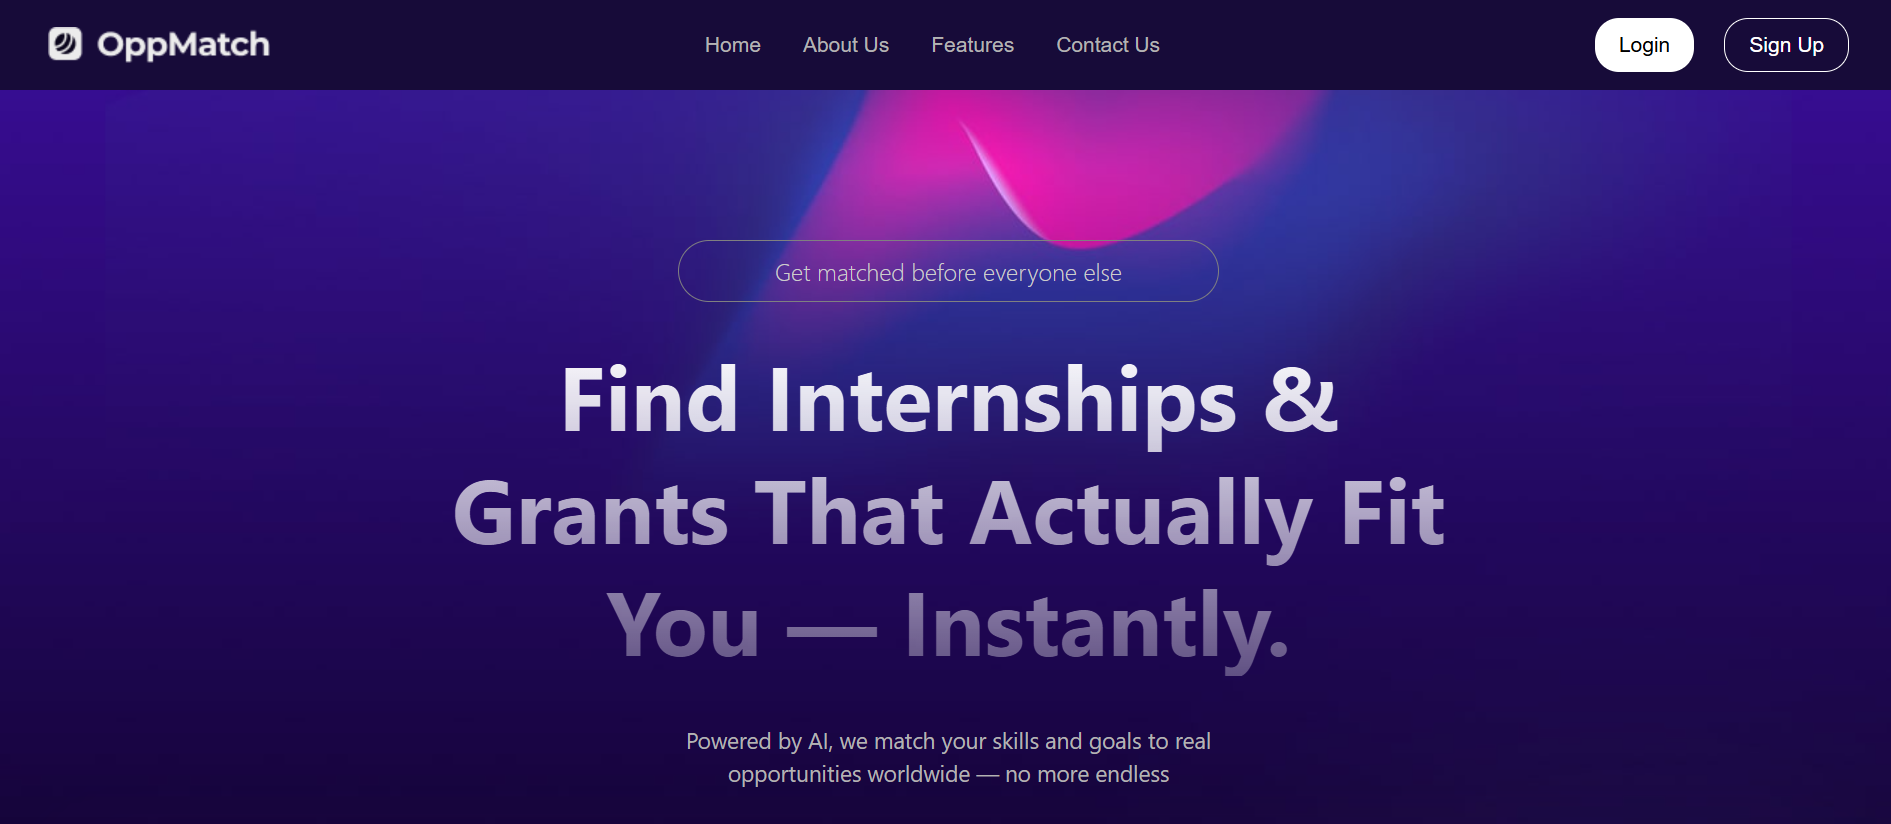 OppMatch
Home
About Us
Features
Contact Us
Login
Sign Up
Get matched before everyone else
Find Internships &
Grants That Actually Fit
You — Instantly.
Powered by AI, we match your skills and goals to real
opportunities worldwide — no more endless